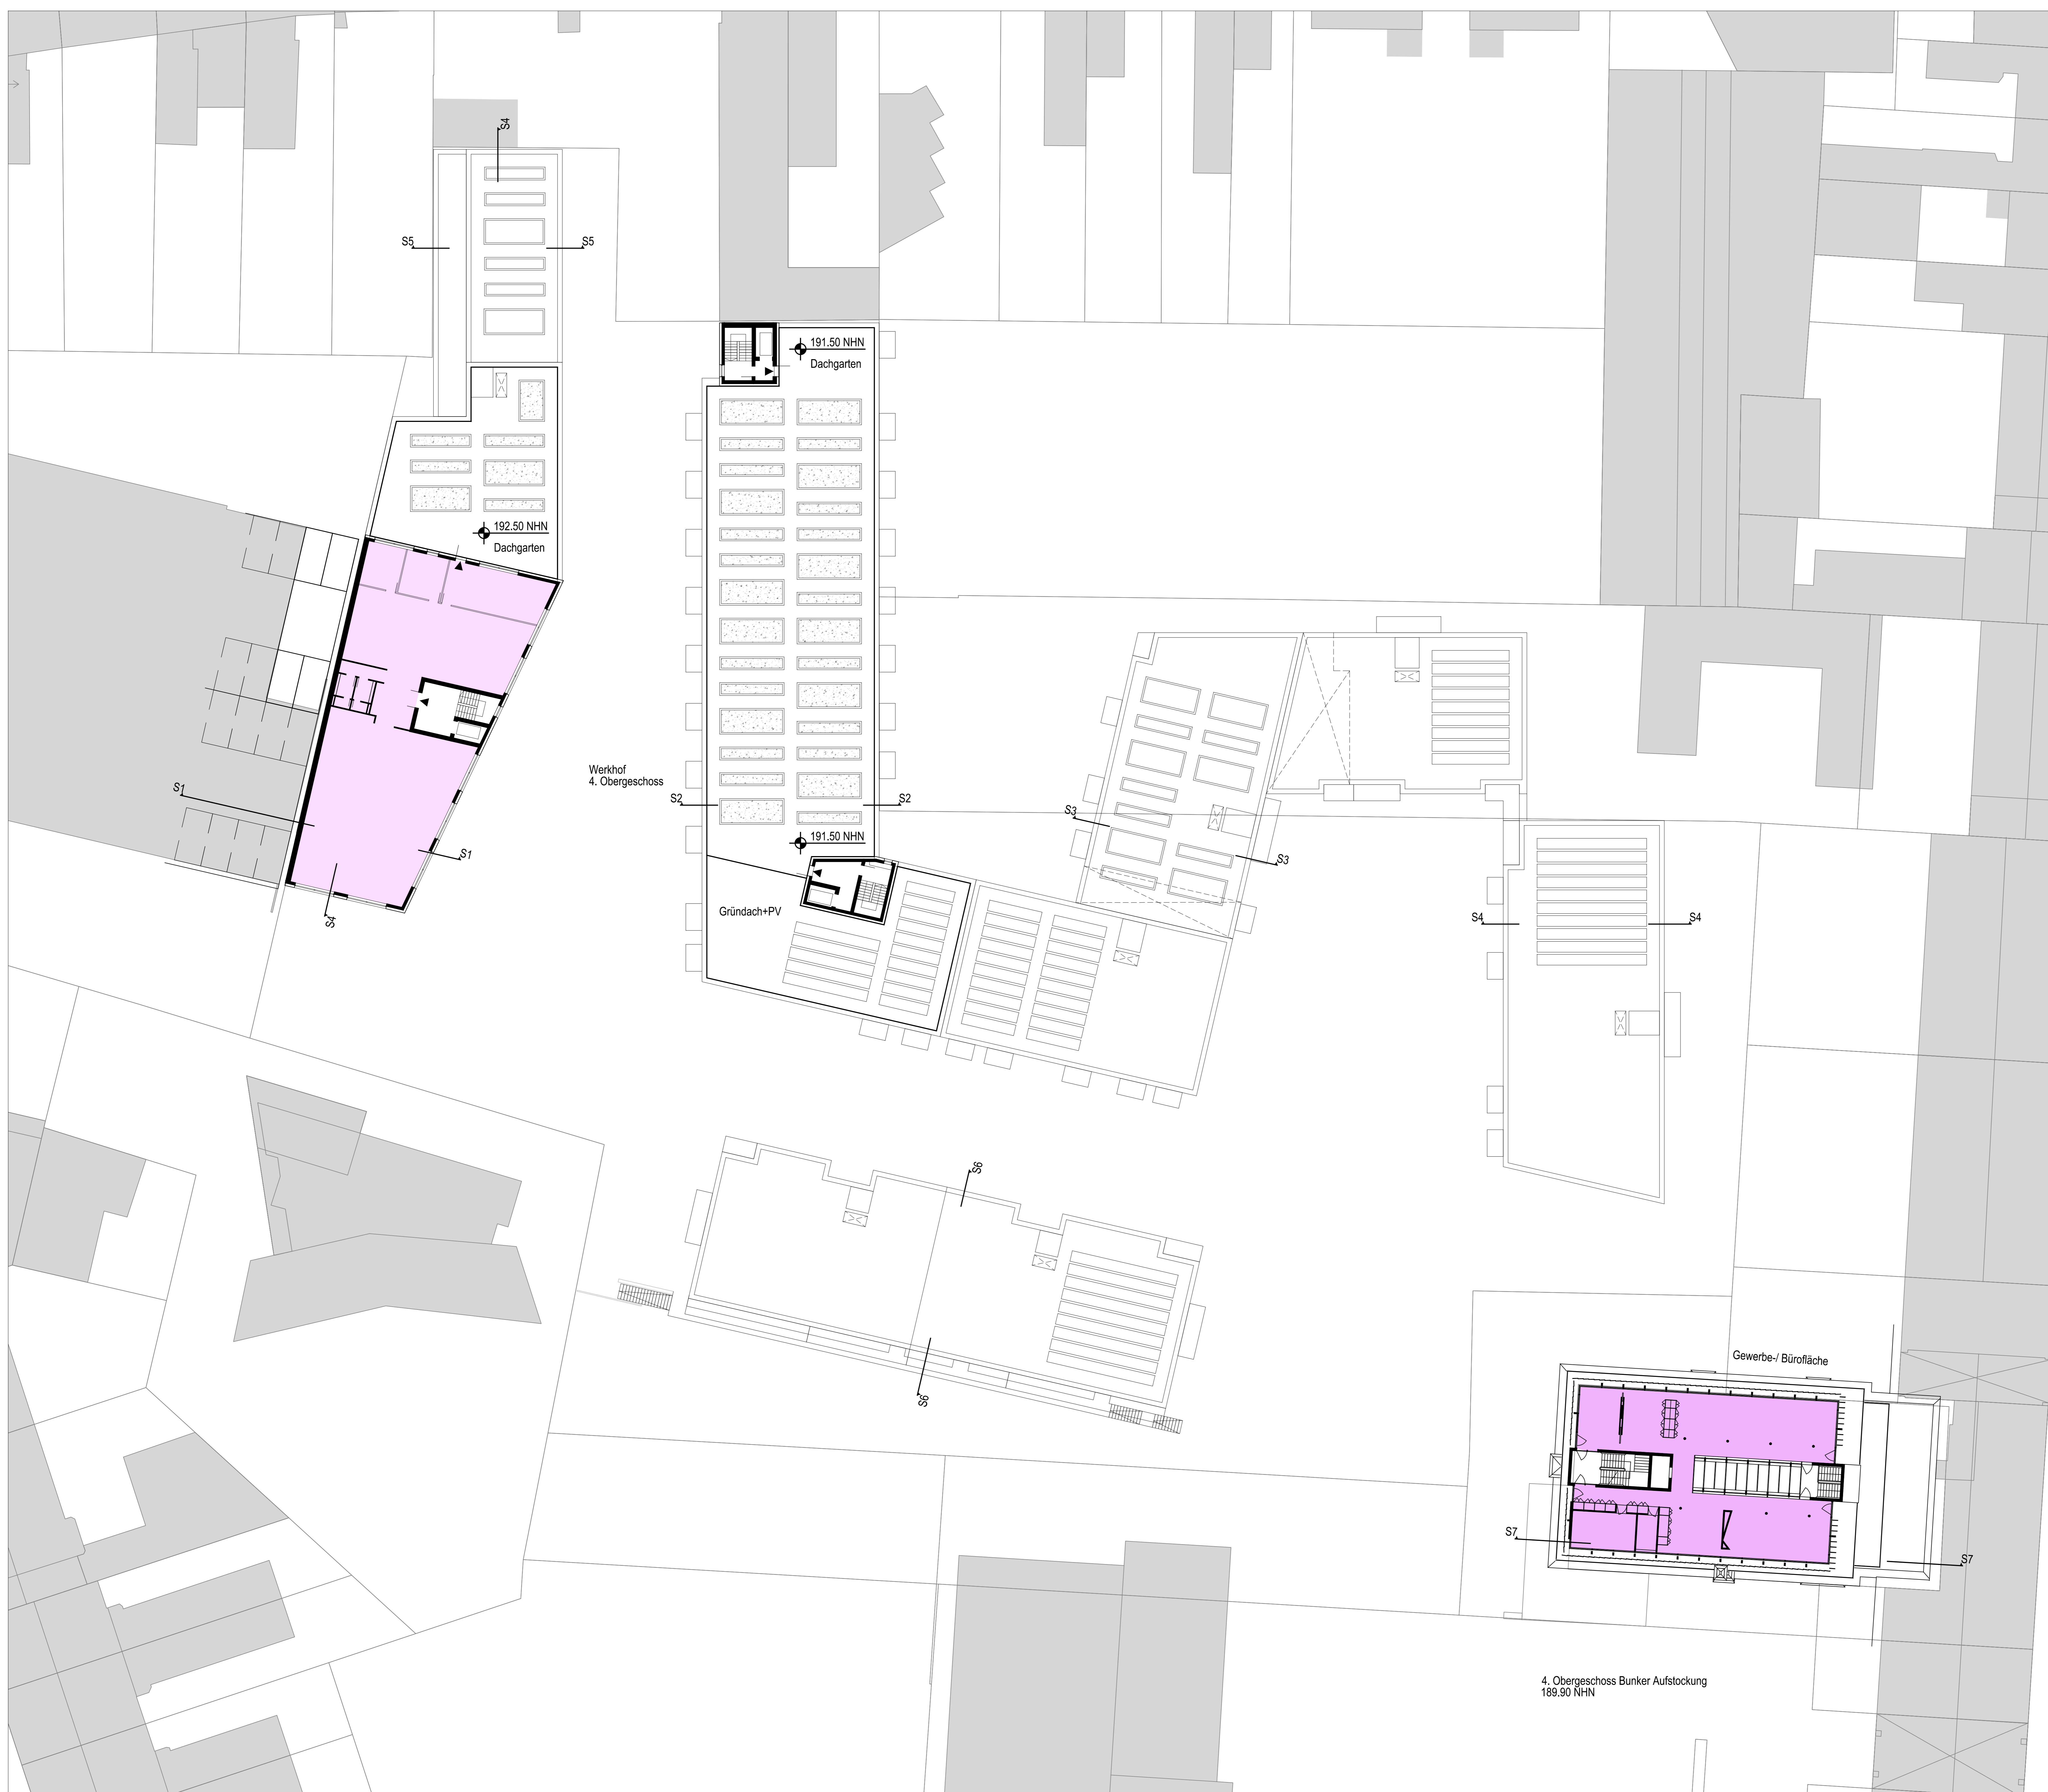 S4
S5
S5
191.50 NHN
Dachgarten
192.50 NHN
Dachgarten
Werkhof
4. Obergeschoss
S1
S2
S2
S3
S3
191.50 NHN
S1
S4
Gründach+PV
S4
S4
S6
S6
Gewerbe-/ Bürofläche
S7
S7
4. Obergeschoss Bunker Aufstockung
189.90 NHN